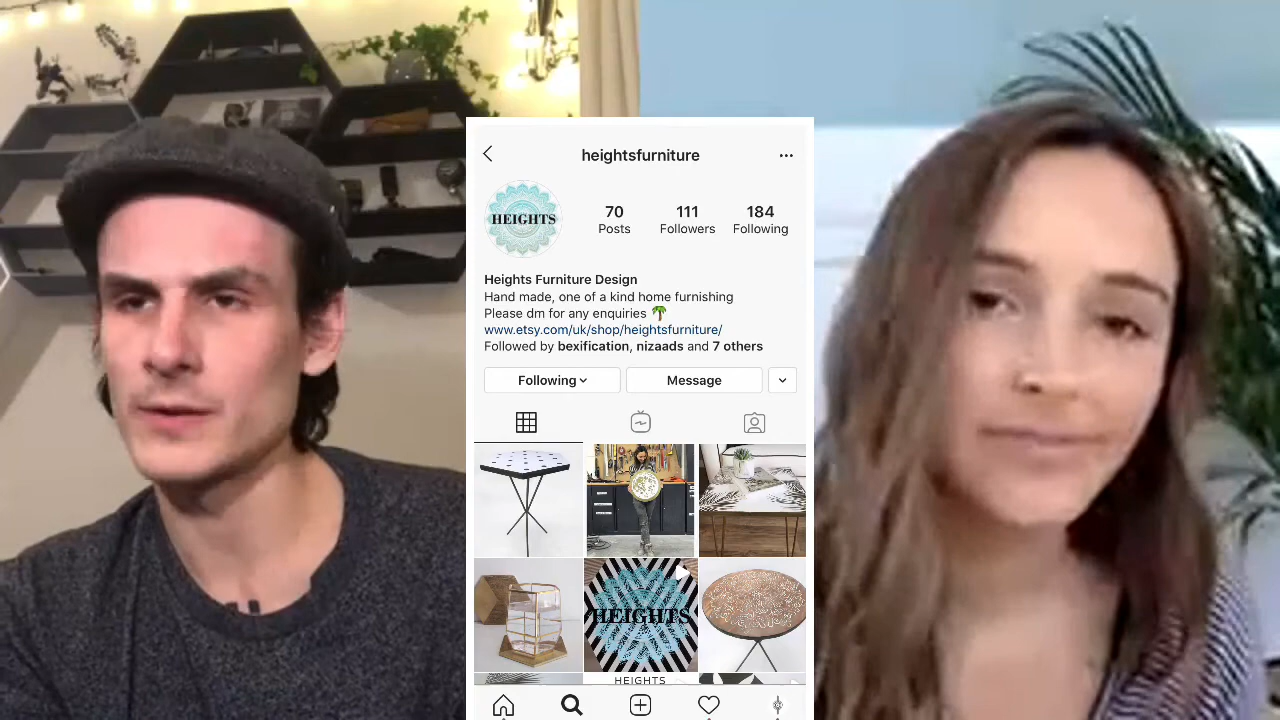 heightsfurniture
HEIGHTS
70 111 184
Posts Followers Following
Heights Furniture Design
Hand made, one of a kind home furnishing
Please dm for any enquiries 🌴
www.etsy.com/uk/shop/heightsfurniture/
Followed by bexification, nizaads and 7 others
Following Message
HEIGHTS
HEIGHTS